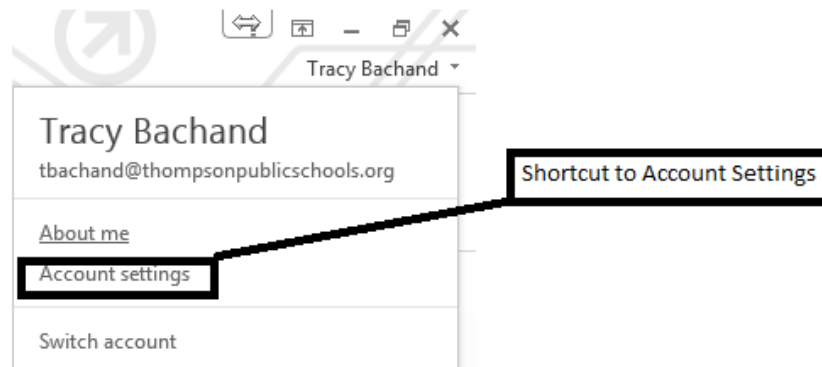 Tracy Bachand
Tracy Bachand
tbachand@thompsonpublicschools.org
Shortcut to Account Settings
About me
Account settings
Switch account